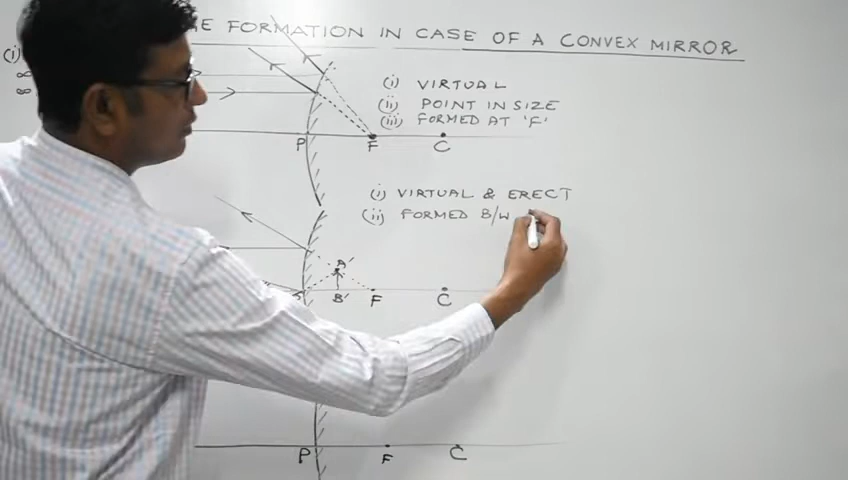 E FORMATION IN CASE OF A CONVEX MIRROR
(i)
∞
∞
(i) VIRTUAL
(ii) POINT IN SIZE
(iii) FORMED AT 'F'
P F C
(i) VIRTUAL & ERECT
(ii) FORMED B/W
A'
B' F C
P F C